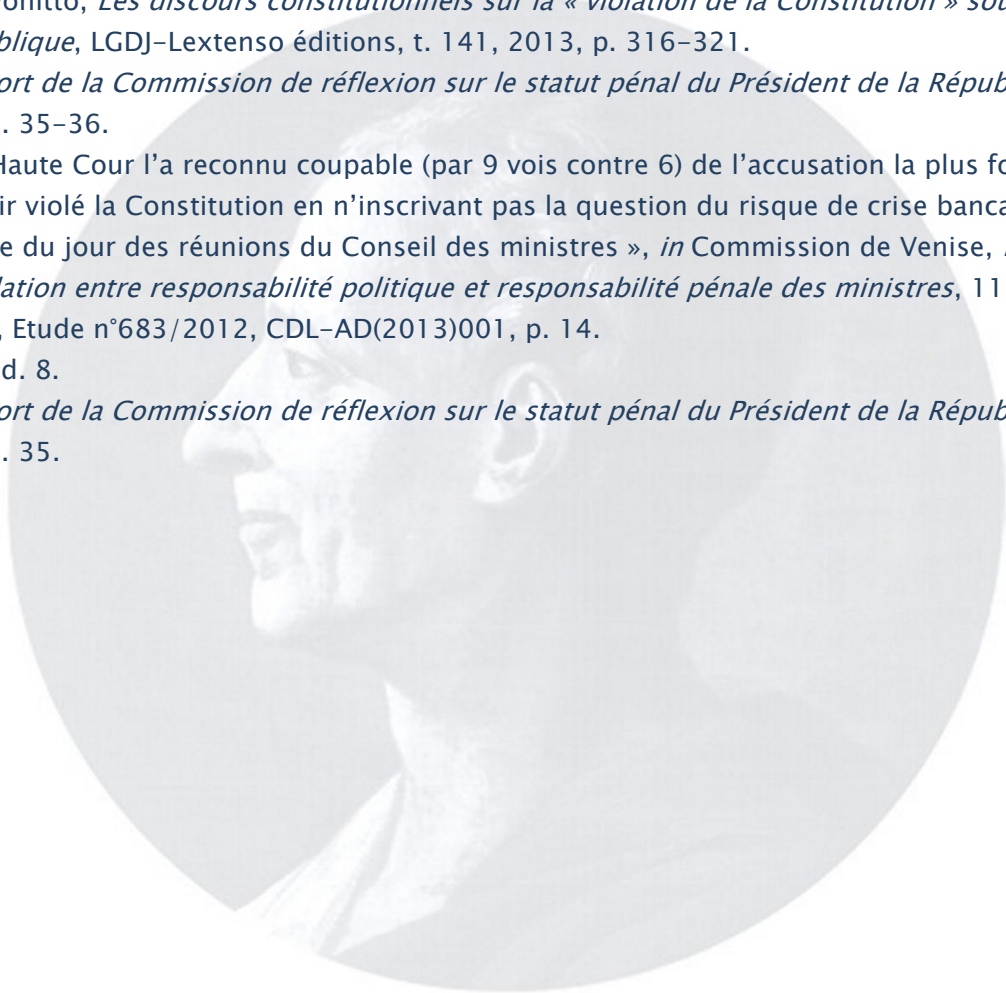 onitto, Les discours constitutionnels sur la « violation de la Constitution » sou
blique, LGDJ-Lextenso éditions, t. 141, 2013, p. 316-321.
ort de la Commission de réflexion sur le statut pénal du Président de la Répub
. 35-36.
Haute Cour l'a reconnu coupable (par 9 vois contre 6) de l'accusation la plus fo
ir violé la Constitution en n'inscrivant pas la question du risque de crise banca
e du jour des réunions du Conseil des ministres », in Commission de Venise,
lation entre responsabilité politique et responsabilité pénale des ministres, 11
, Etude n°683/2012, CDL-AD(2013)001, p. 14.
d. 8.
ort de la Commission de réflexion sur le statut pénal du Président de la Répub
. 35.